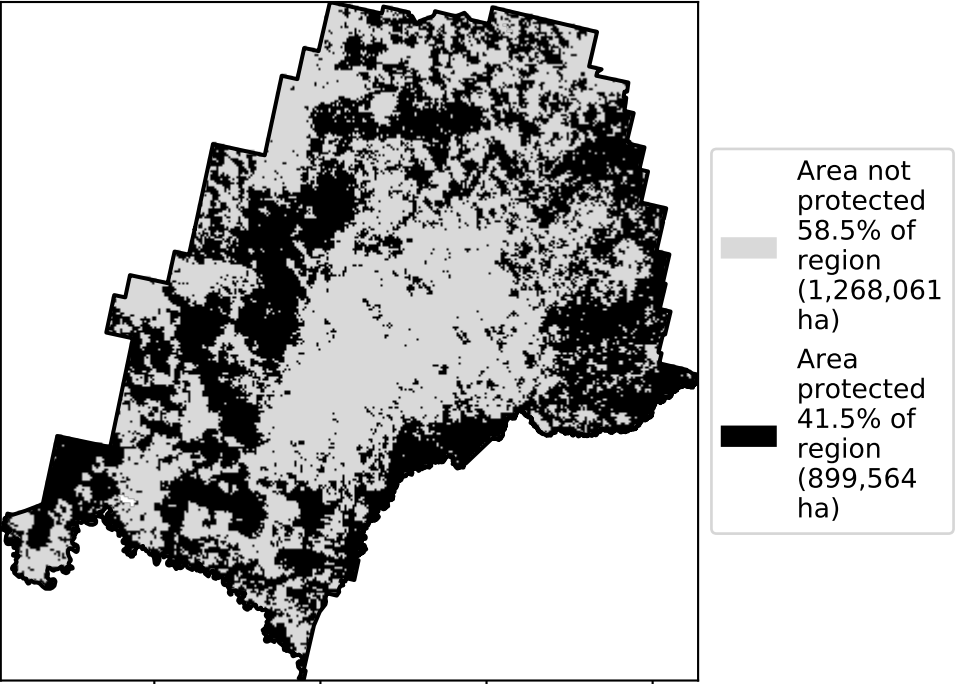 Area not
protected
58.5% of
region
(1,268,061
ha)
Area
protected
41.5% of
region
(899,564
ha)